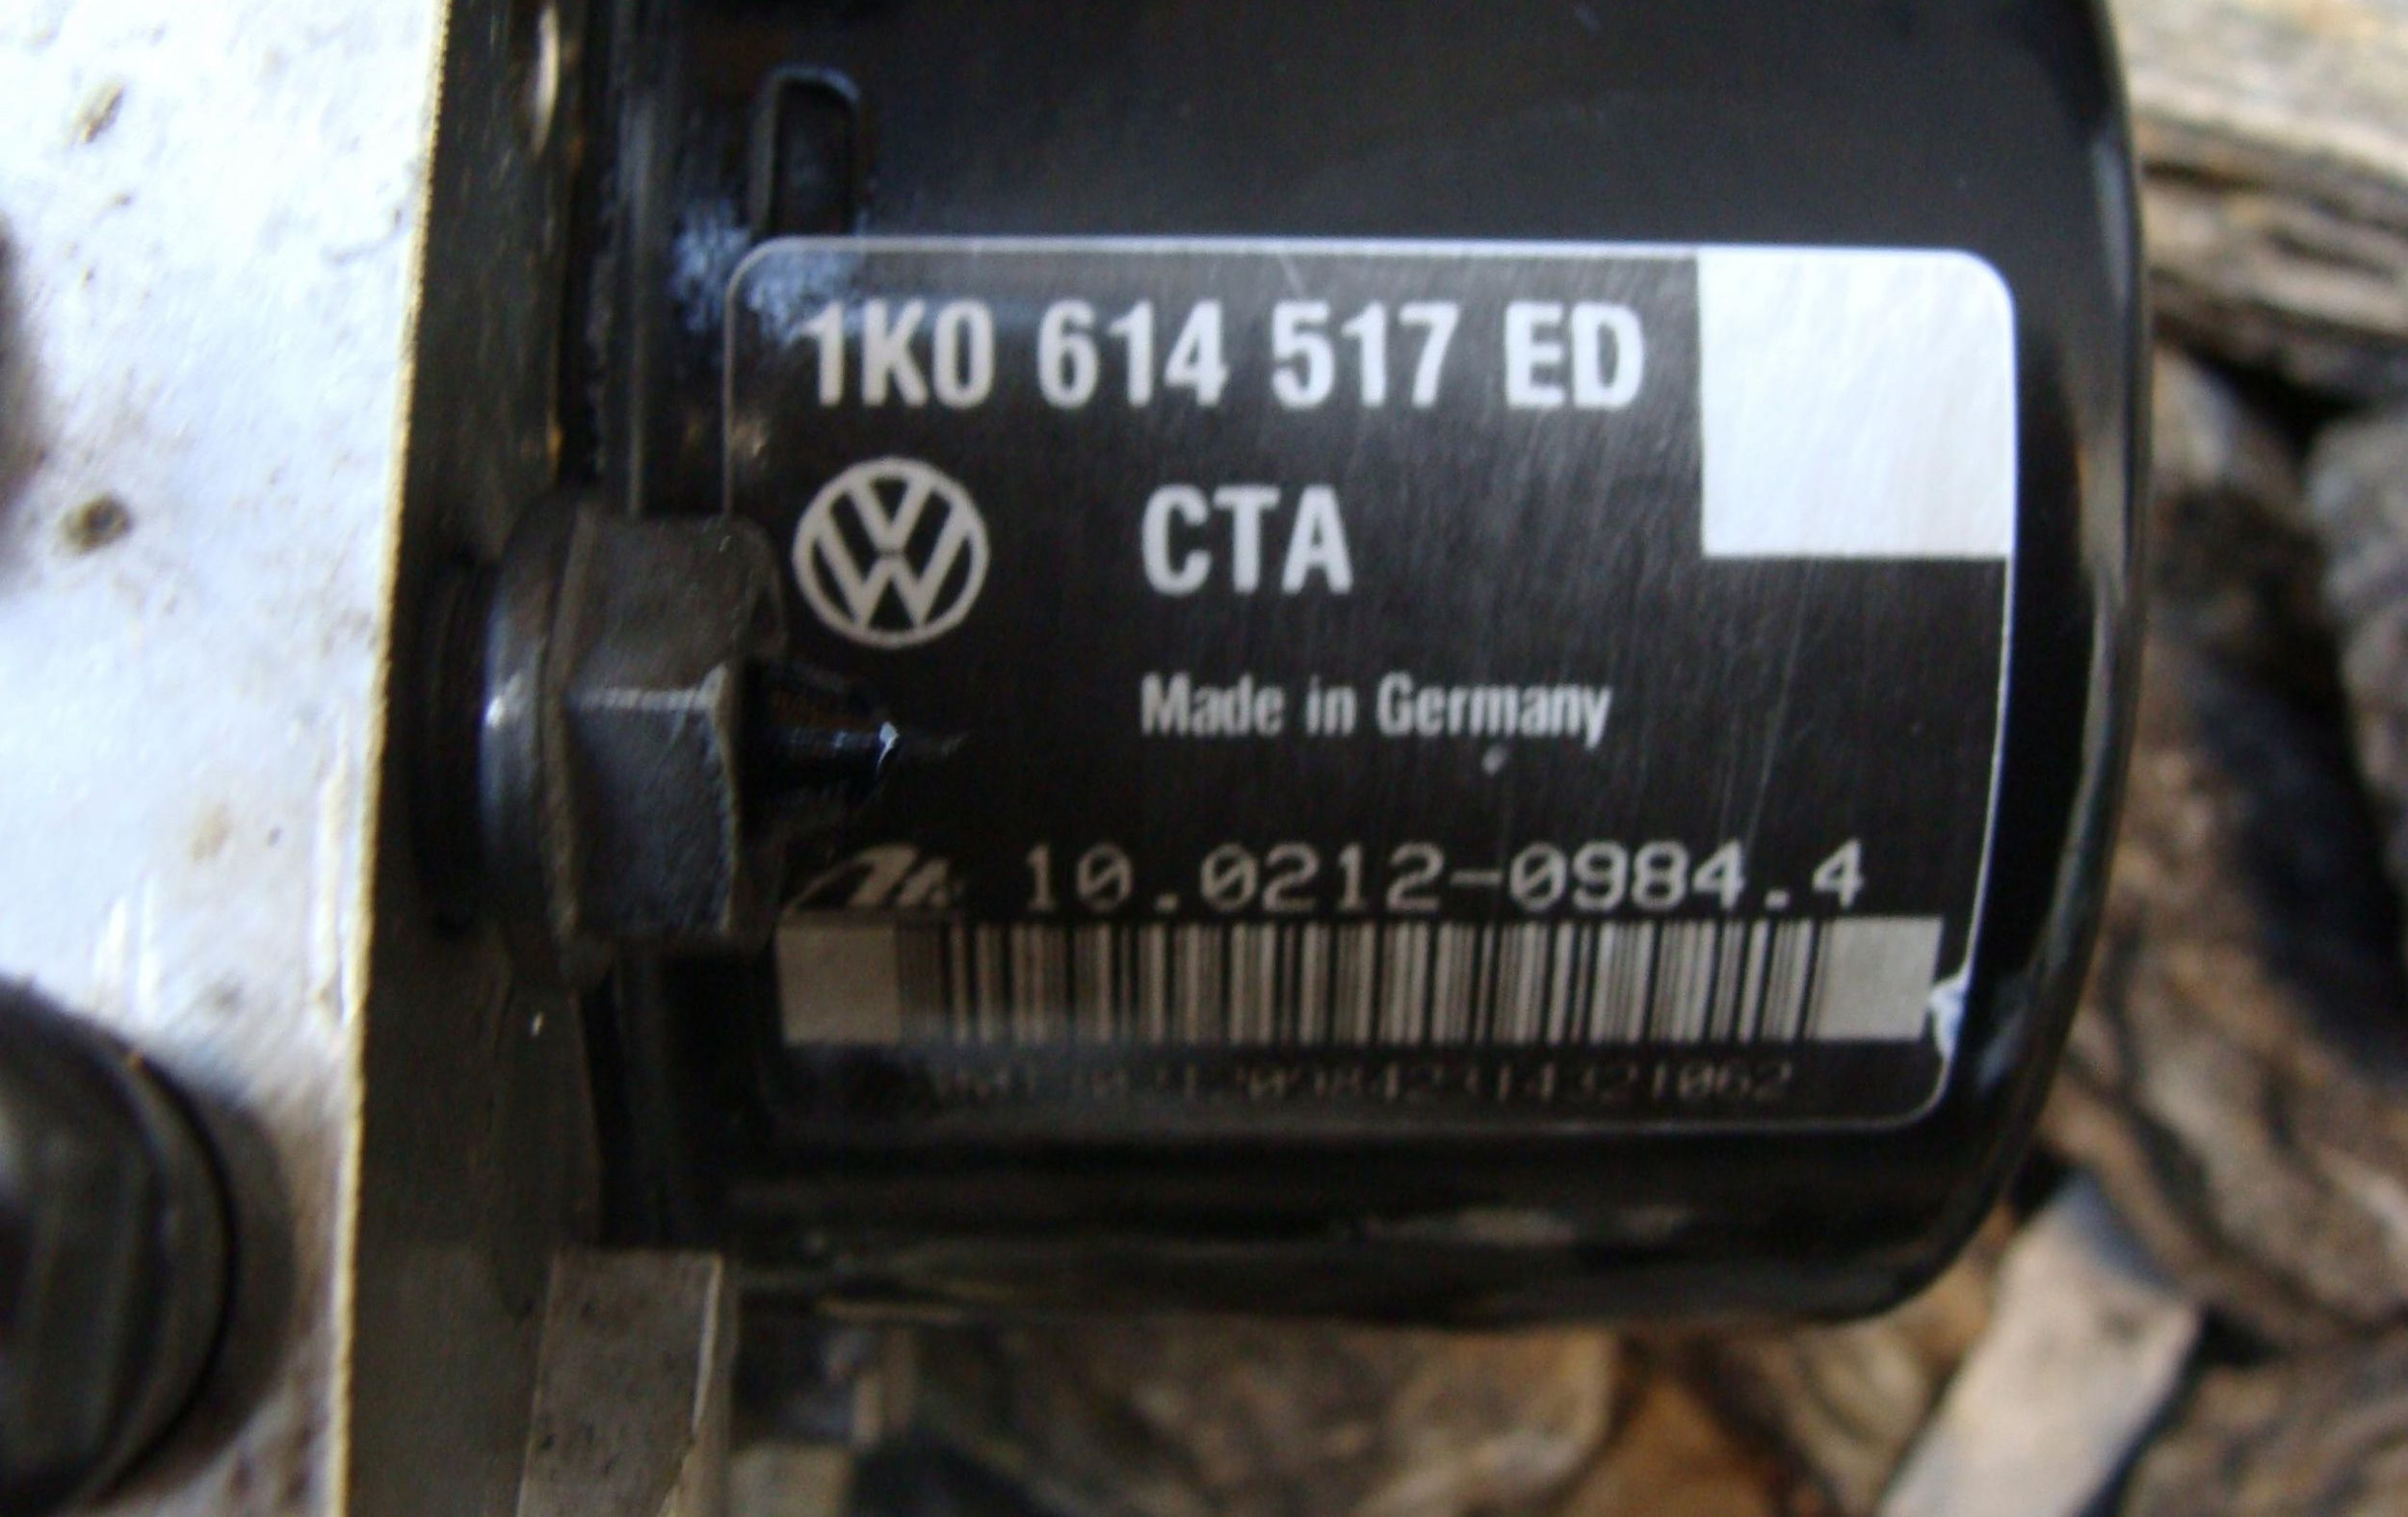 1K0 614 517 ED
CTA
Made in Germany
10.0212-0984.4